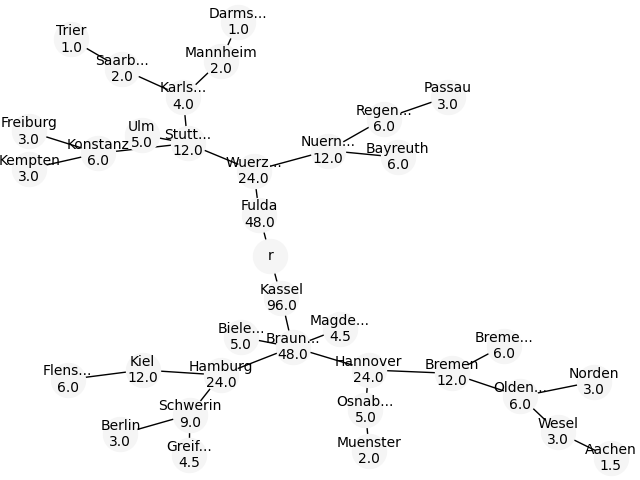 Darms...
1.0
Trier
1.0
Mannheim
2.0
Saarb...
2.0
Karls...
4.0
Passau
3.0
Regen...
6.0
Freiburg
3.0
Ulm
5.0
Stutt...
12.0
Nuern...
12.0
Konstanz
6.0
Bayreuth
6.0
Kempten
3.0
Wuerz...
24.0
Fulda
48.0
r
Kassel
96.0
Biele...
5.0
Magde...
4.5
Braun...
48.0
Breme...
6.0
Flens...
6.0
Kiel
12.0
Hamburg
24.0
Hannover
24.0
Bremen
12.0
Norden
3.0
Olden...
6.0
Schwerin
9.0
Osnab...
5.0
Berlin
3.0
Wesel
3.0
Greif...
4.5
Muenster
2.0
Aachen
1.5